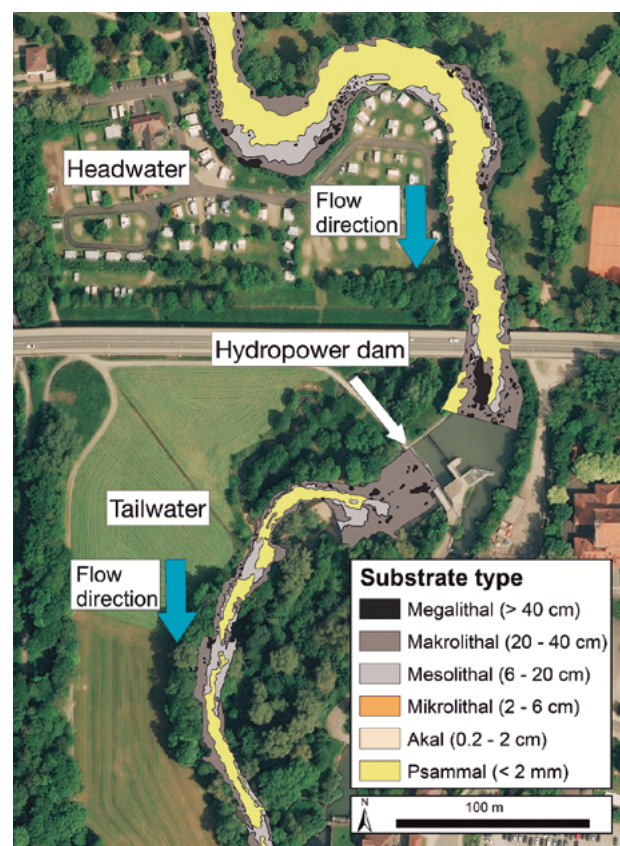 Headwater
Flow
direction
Hydropower dam
Tailwater
Flow
direction
Substrate type
Megalithal (> 40 cm)
Makrolithal (20 - 40 cm)
Mesolithal (6 - 20 cm)
Mikrolithal (2 - 6 cm)
Akal (0.2 - 2 cm)
Psammal (< 2 mm)
N
100 m